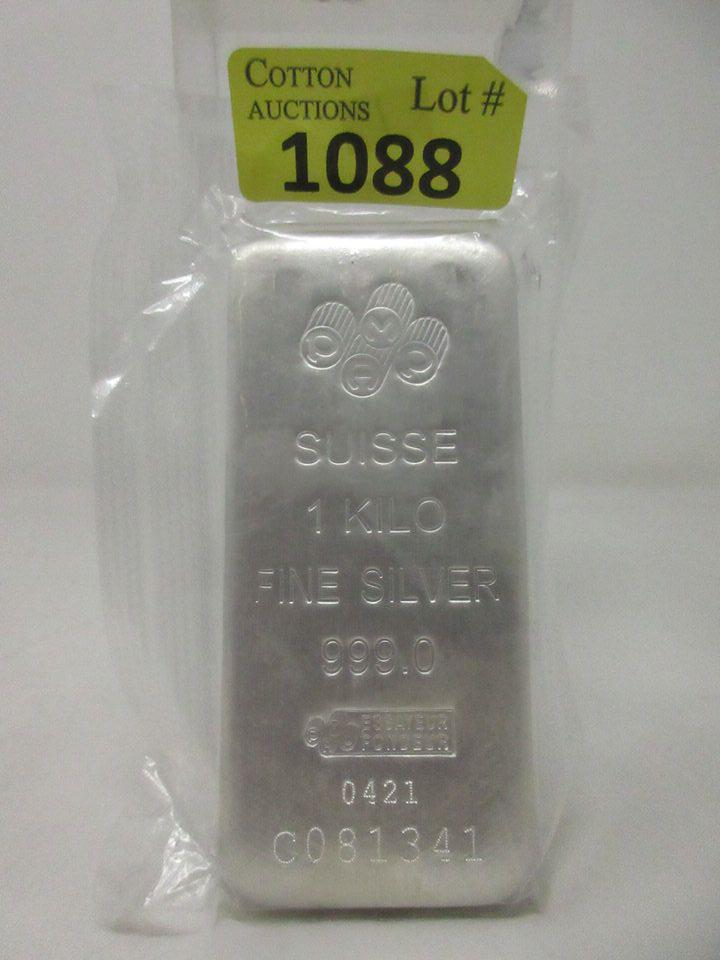 COTTON
AUCTIONS
Lot #
1088
P
A
M
P
SUISSE
1 KILO
FINE SILVER
999.0
ESSAYEUR
FONDEUR
0421
C081341